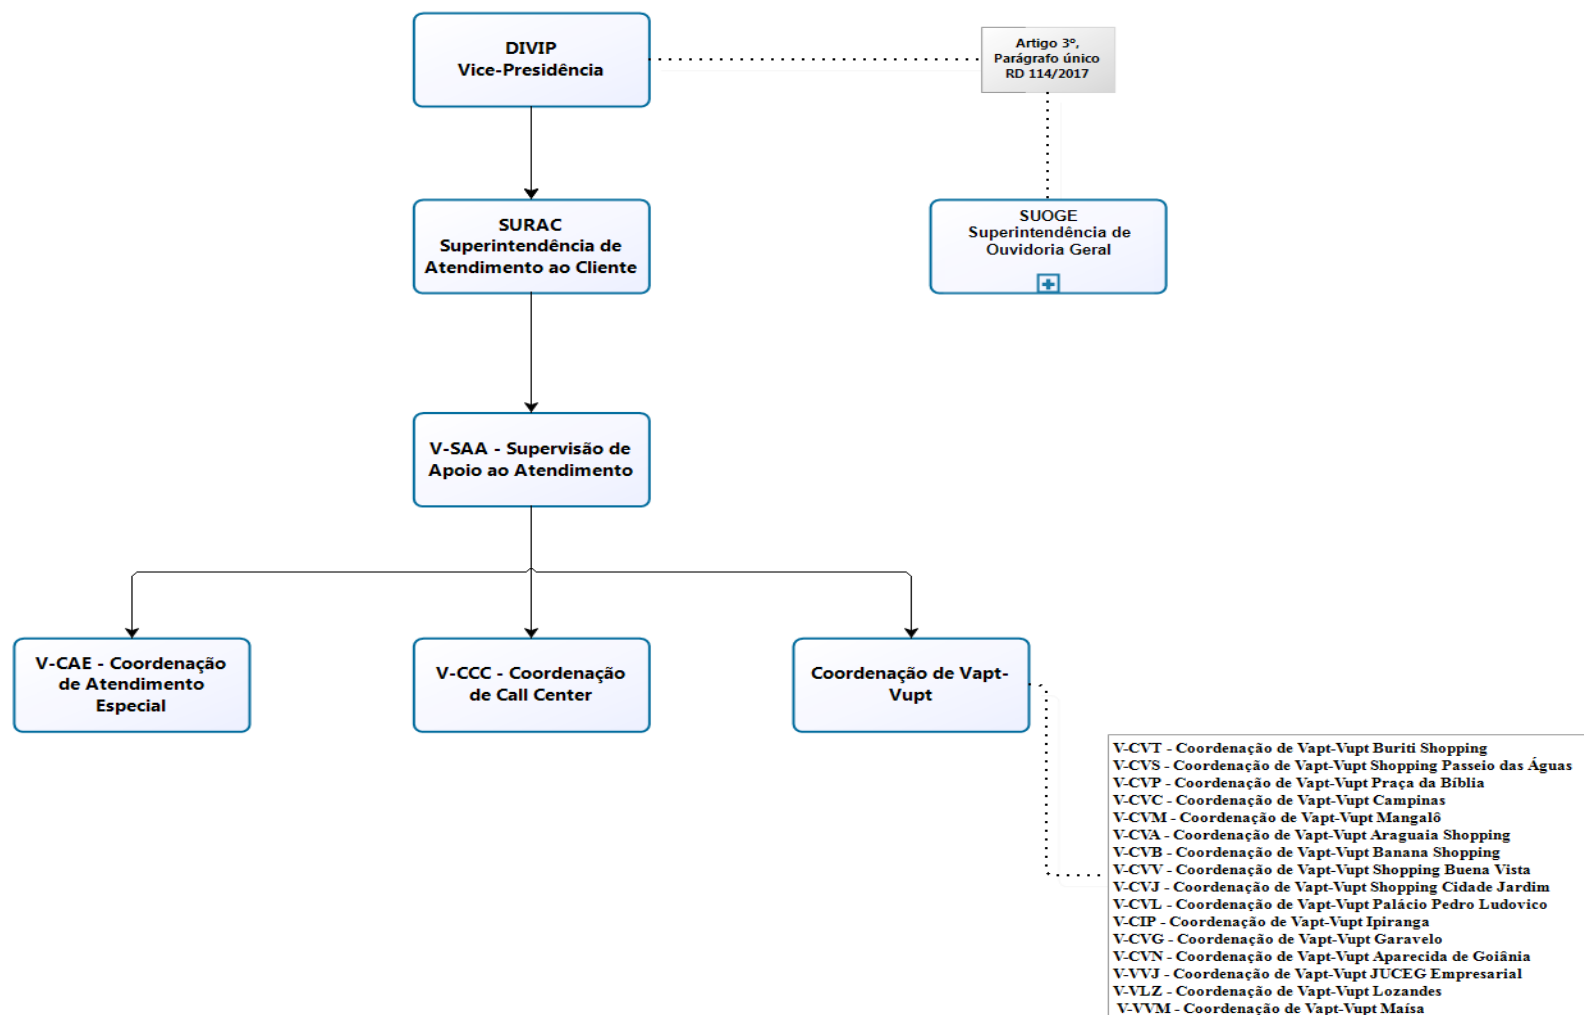 DIVIP
Vice-Presidência
Artigo 3º,
Parágrafo único
RD 114/2017
SURAC
Superintendência de
Atendimento ao Cliente
SUOGE
Superintendência de
Ouvidoria Geral
V-SAA - Supervisão de
Apoio ao Atendimento
V-CAE - Coordenação
de Atendimento
Especial
V-CCC - Coordenação
de Call Center
Coordenação de Vapt-
Vupt
V-CVT - Coordenação de Vapt-Vupt Buriti Shopping
V-CVS - Coordenação de Vapt-Vupt Shopping Passeio das Águas
V-CVP - Coordenação de Vapt-Vupt Praça da Bíblia
V-CVC - Coordenação de Vapt-Vupt Campinas
V-CVM - Coordenação de Vapt-Vupt Mangalô
V-CVA - Coordenação de Vapt-Vupt Araguaia Shopping
V-CVB - Coordenação de Vapt-Vupt Banana Shopping
V-CVV - Coordenação de Vapt-Vupt Shopping Buena Vista
V-CVJ - Coordenação de Vapt-Vupt Shopping Cidade Jardim
V-CVL - Coordenação de Vapt-Vupt Palácio Pedro Ludovico
V-CIP - Coordenação de Vapt-Vupt Ipiranga
V-CVG - Coordenação de Vapt-Vupt Garavelo
V-CVN - Coordenação de Vapt-Vupt Aparecida de Goiânia
V-VVJ - Coordenação de Vapt-Vupt JUCEG Empresarial
V-VLZ - Coordenação de Vapt-Vupt Lozandes
V-VVM - Coordenação de Vapt-Vupt Maísa